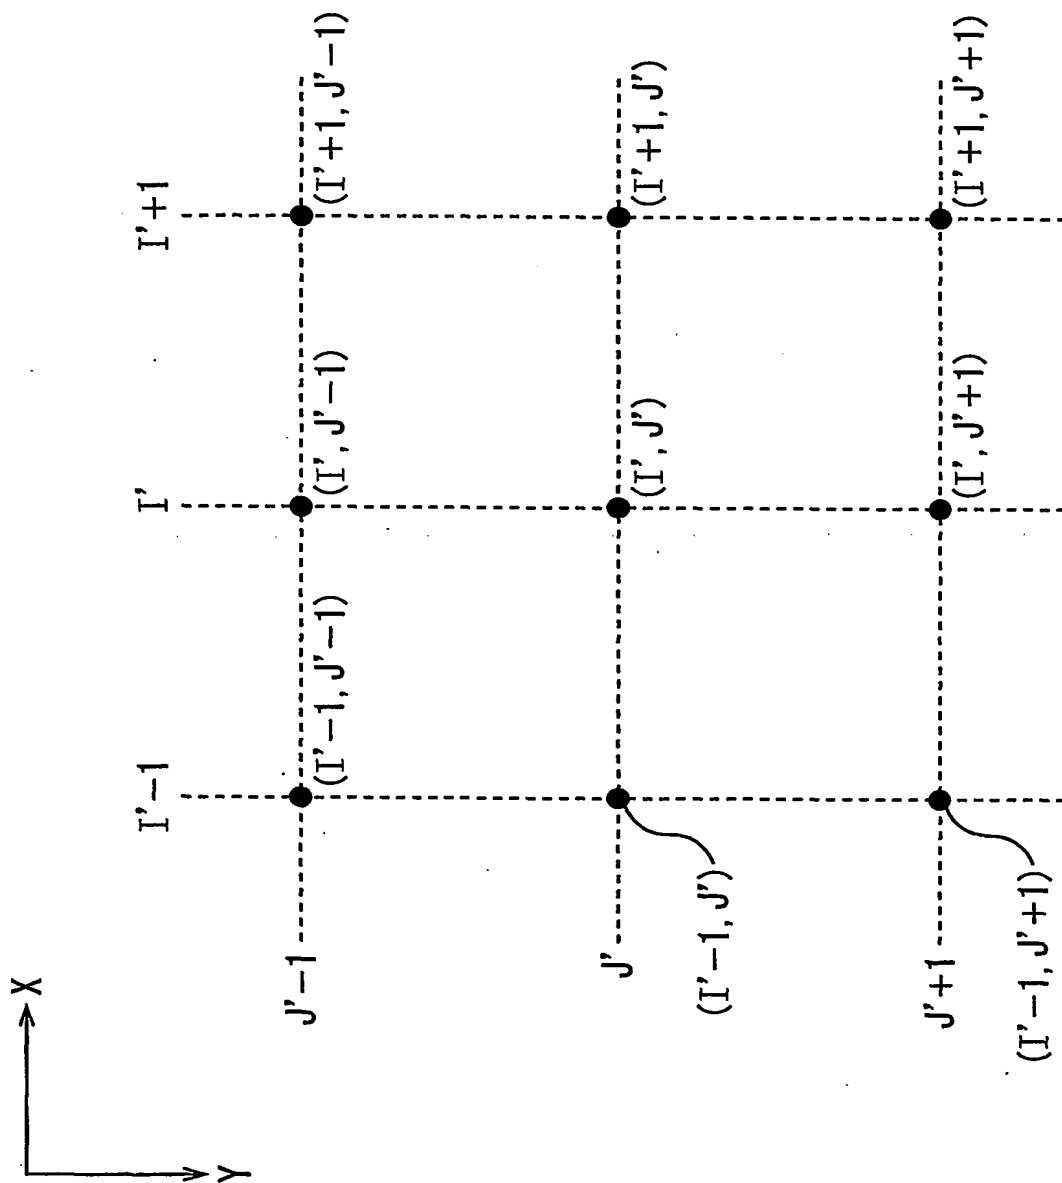 X
I'−1
I'
I'+1
Y
J'−1
(I'−1, J'−1)
(I', J'−1)
(I'+1, J'−1)
J'
(I', J')
(I'+1, J')
(I'−1, J')
J'+1
(I', J'+1)
(I'+1, J'+1)
(I'−1, J'+1)